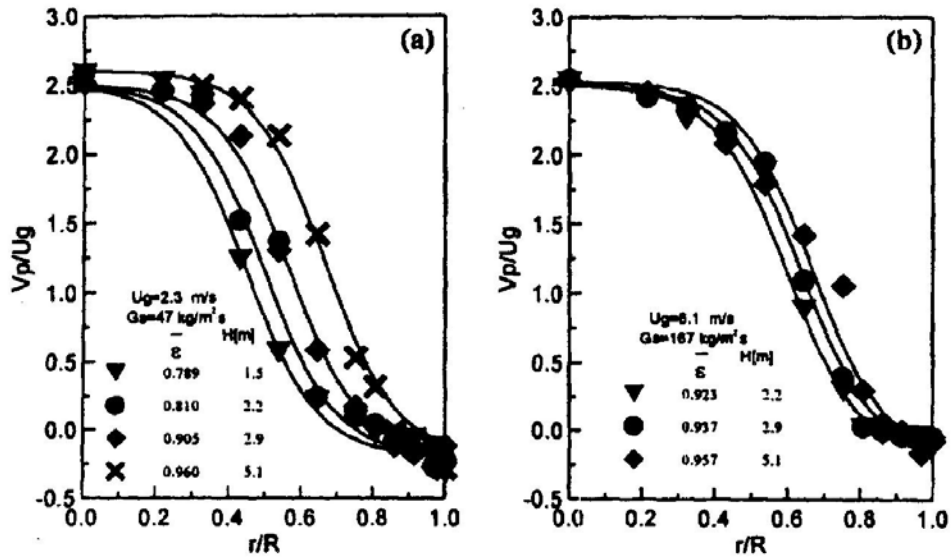 (a)
3.0
2.5
2.0
1.5
1.0
0.5
0.0
-0.5
Vp/Ug
Ug=2.3 m/s
Gs=47 kg/m² s
ε̅ H[m]
0.789 1.5
0.810 2.2
0.905 2.9
0.960 5.1
0.0 0.2 0.4 0.6 0.8 1.0
r/R
(b)
3.0
2.5
2.0
1.5
1.0
0.5
0.0
-0.5
Vp/Ug
Ug=6.1 m/s
Gs=167 kg/m² s
ε̅ H[m]
0.923 2.2
0.937 2.9
0.957 5.1
0.0 0.2 0.4 0.6 0.8 1.0
r/R